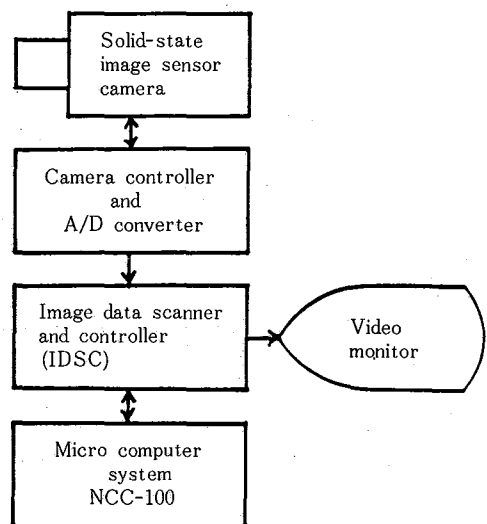 Solid-state
image sensor
camera
Camera controller
and
A/D converter
Image data scanner
and controller
(IDSC)
Video
monitor
Micro computer
system
NCC-100